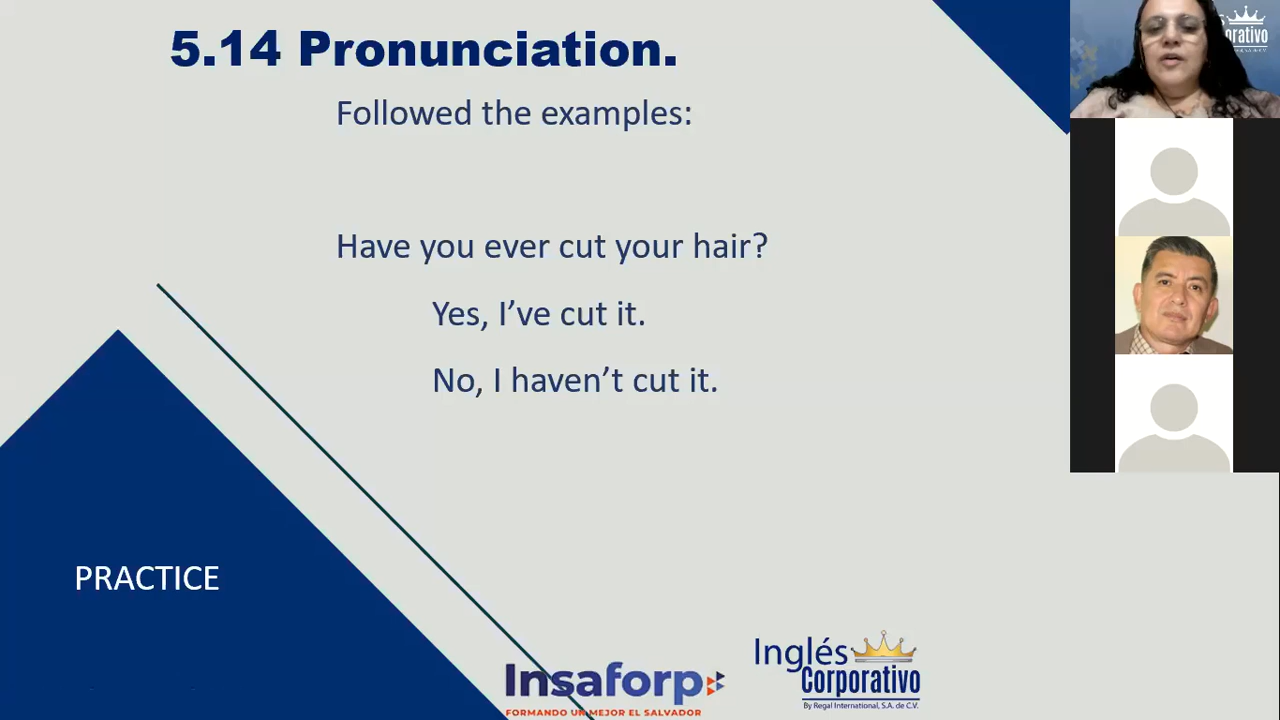 5.14 Pronunciation.
Followed the examples:
Have you ever cut your hair?
Yes, I've cut it.
No, I haven't cut it.
PRACTICE
Insaforp
FORMANDO UN MEJOR EL SALVADOR
Inglés
Corporativo
By Regal International, S.A. de C.V.